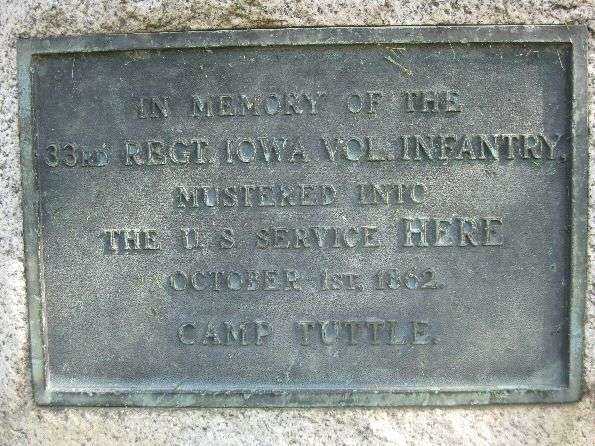 IN MEMORY OF THE
33RD REGT. IOWA VOL. INFANTRY.
MUSTERED INTO
THE U S SERVICE HERE
OCTOBER 1ST, 1862.
CAMP TUTTLE.